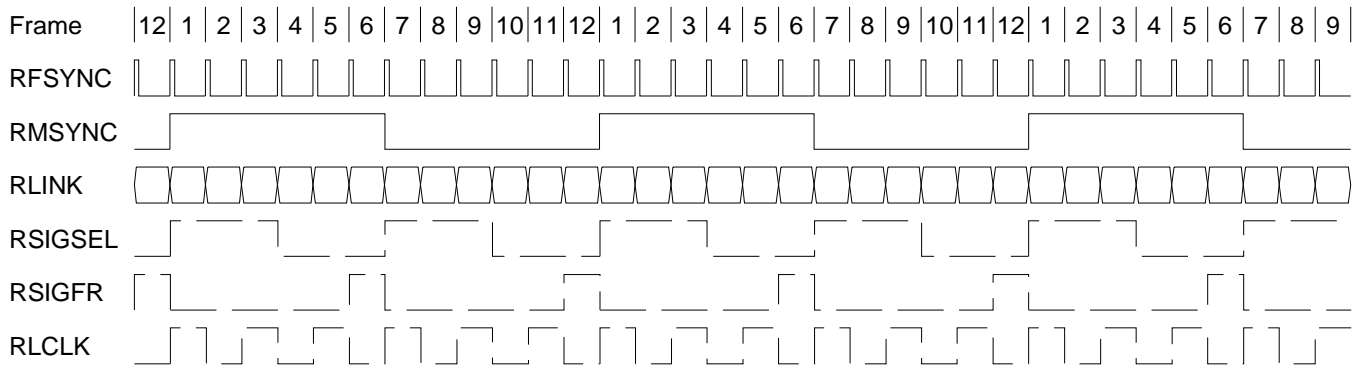 Frame 12 1 2 3 4 5 6 7 8 9 10 11 12 1 2 3 4 5 6 7 8 9 10 11 12 1 2 3 4 5 6 7 8 9
RFSYNC
RMSYNC
RLINK
RSIGSEL
RSIGFR
RLCLK